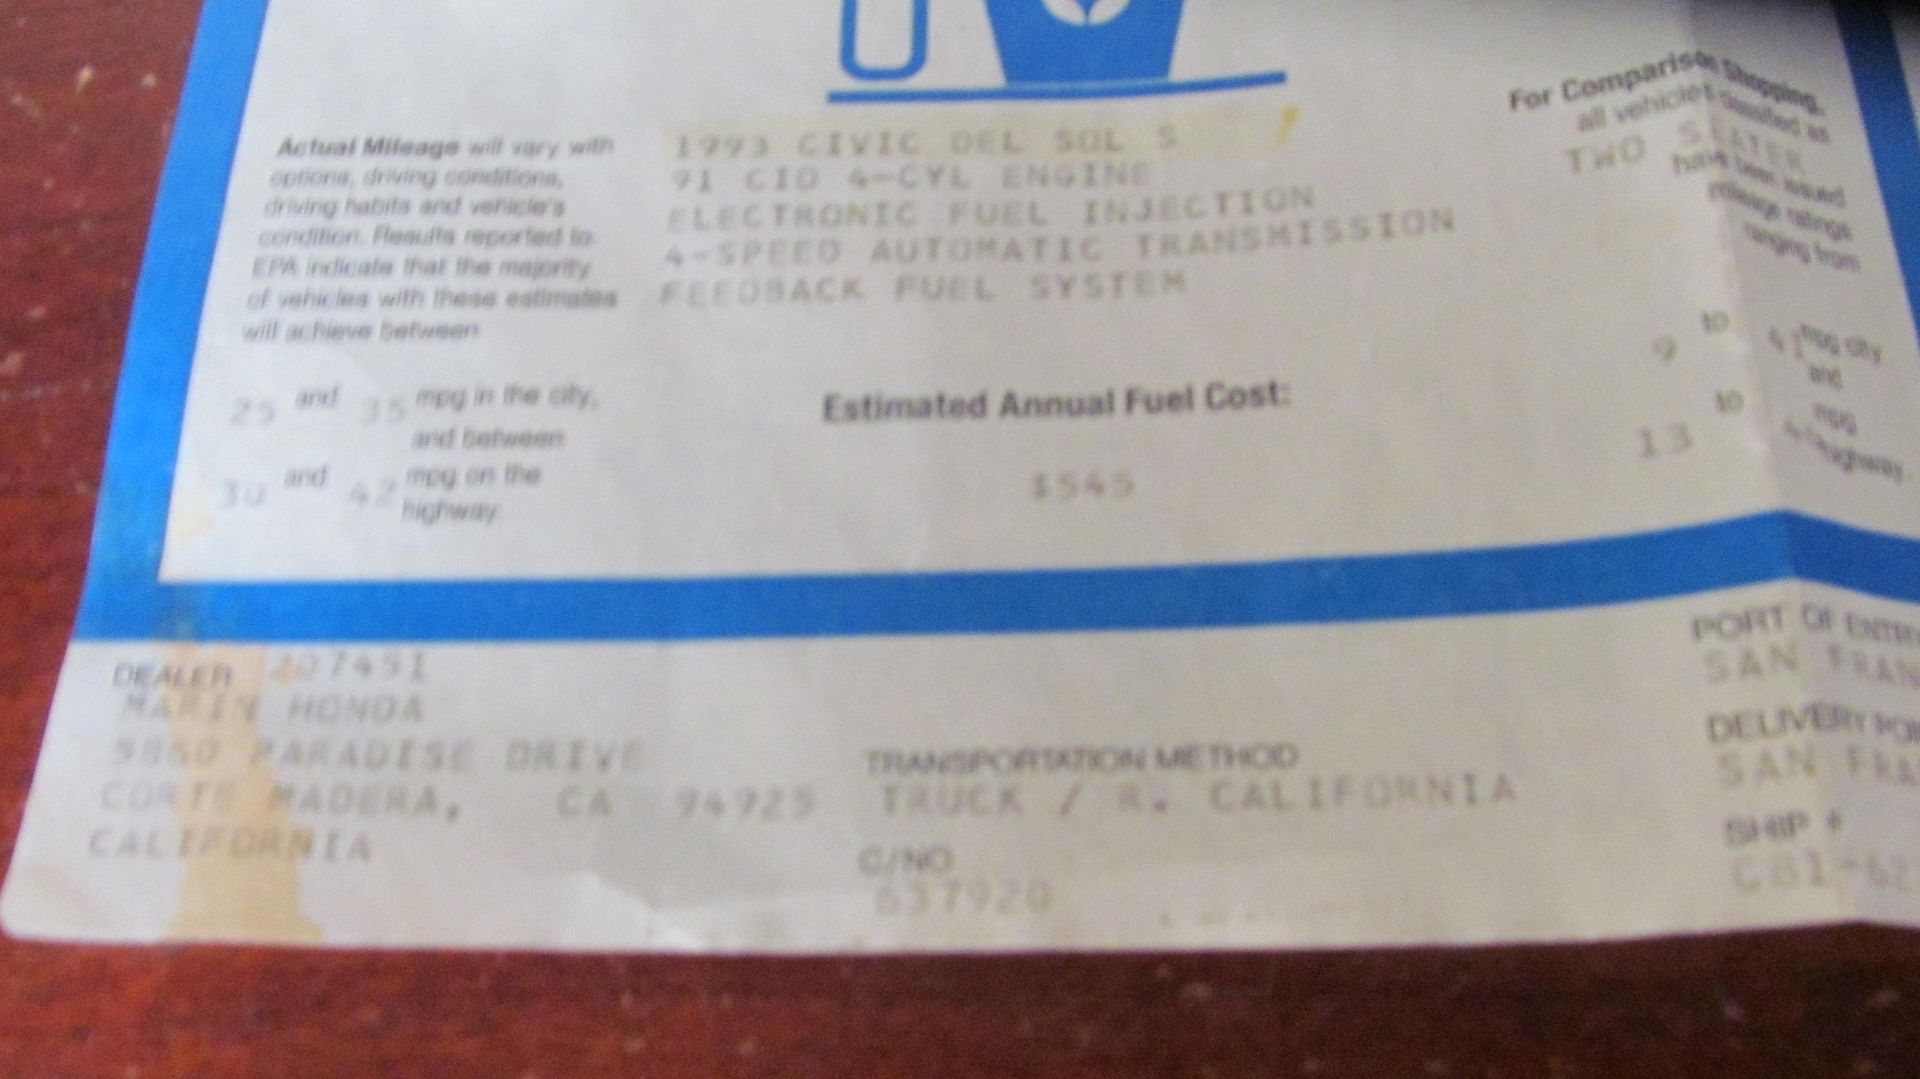 Actual Mileage will vary with
options, driving conditions,
driving habits and vehicle's
condition. Results reported to
EPA indicate that the majority
of vehicles with these estimates
will achieve between
25 and 35 mpg in the city,
and between
30 and 42 mpg on the
highway
1993 CIVIC DEL SOL S
91 CID 4-CYL ENGINE
ELECTRONIC FUEL INJECTION
4-SPEED AUTOMATIC TRANSMISSION
FEEDBACK FUEL SYSTEM
Estimated Annual Fuel Cost:
$545
For Comparison Shopping,
all vehicles classified as
TWO SEATER
have been issued
mileage ratings
ranging from
9 to 41 mpg city
and
13 to mpg
highway.
DEALER 207451
MARIN HONDA
5860 PARADISE DRIVE
CORTE MADERA, CA 94925
CALIFORNIA
TRANSPORTATION METHOD
TRUCK / R. CALIFORNIA
C/NO
637920
PORT OF ENTRY
SAN FRAN
DELIVERY POI
SAN FRA
SHIP #